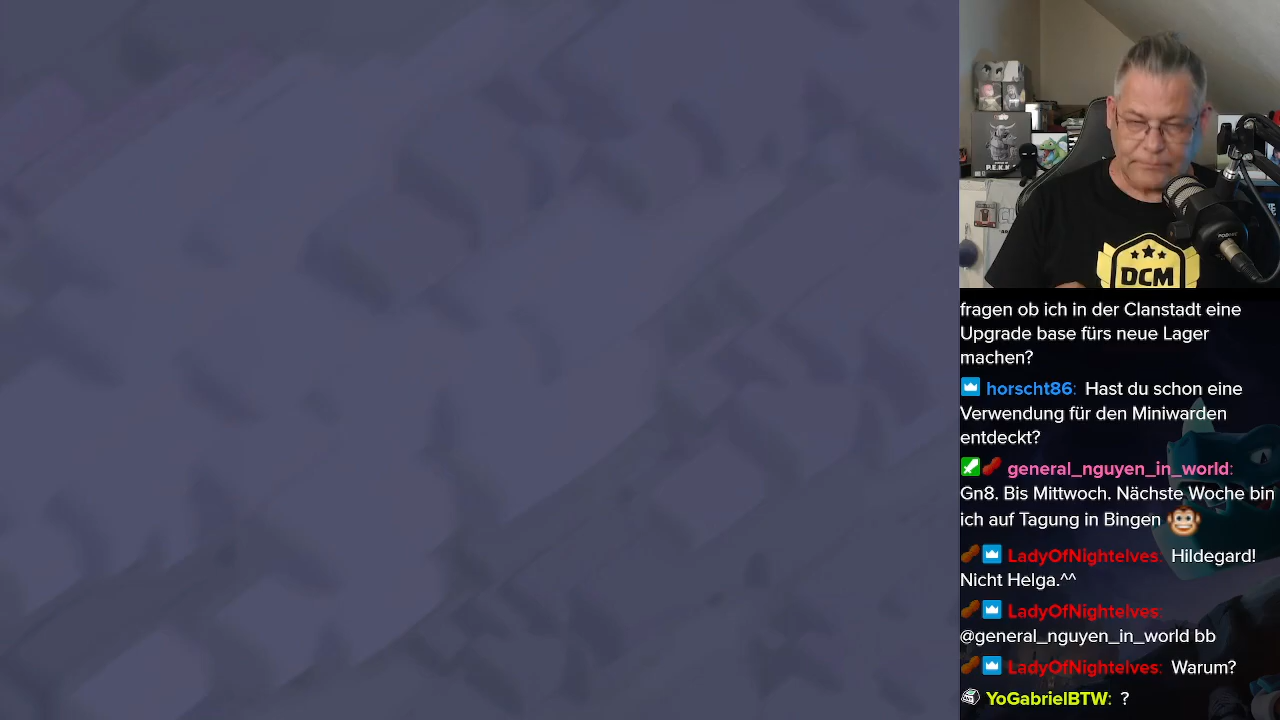 P.E.K.K
DCM
fragen ob ich in der Clanstadt eine
Upgrade base fürs neue Lager
machen?
horscht86: Hast du schon eine
Verwendung für den Miniwarden
entdeckt?
general_nguyen_in_world:
Gn8. Bis Mittwoch. Nächste Woche bin
ich auf Tagung in Bingen
LadyOfNightelves: Hildegard!
Nicht Helga.^^
LadyOfNightelves:
@general_nguyen_in_world bb
LadyOfNightelves: Warum?
YoGabrielBTW: ?